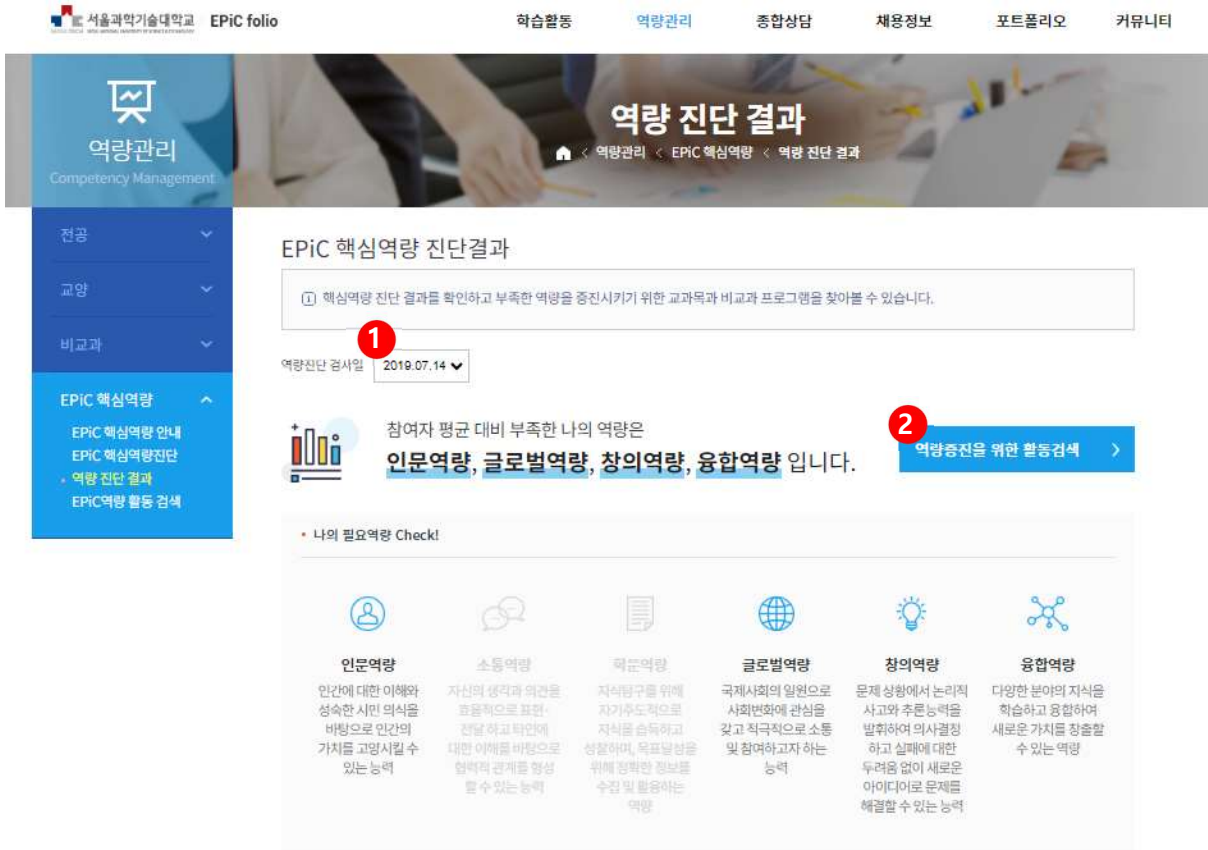 서울과학기술대학교 EPiC folio
학습활동 역량관리 종합상담 채용정보 포트폴리오 커뮤니티
역량관리
Competency Management
역량 진단 결과
< 역량관리 < EPiC 핵심역량 < 역량 진단 결과
전공
교양
비교과
EPiC 핵심역량
EPiC 핵심역량 안내
EPiC 핵심역량진단
역량 진단 결과
EPiC역량 활동 검색
EPiC 핵심역량 진단결과
핵심역량 진단 결과를 확인하고 부족한 역량을 증진시키기 위한 교과목과 비교과 프로그램을 찾아볼 수 있습니다.
1
역량진단 검사일 2019.07.14
참여자 평균 대비 부족한 나의 역량은
인문역량, 글로벌역량, 창의역량, 융합역량 입니다.
2
역량증진을 위한 활동검색 >
• 나의 필요역량 Check!
인문역량
인간에 대한 이해와
성숙한 시민 의식을
바탕으로 인간의
가치를 고양시킬 수
있는 능력
소통역량
자신의 생각과 의견을
효율적으로 표현·
전달 하고 타인에
대한 이해를 바탕으로
협력적 관계를 형성
할 수 있는 능력
학문역량
지식탐구를 위해
자기주도적으로
지식을 습득하고
성찰하며, 목표달성을
위해 정확한 정보를
수집 및 활용하는
역량
글로벌역량
국제사회의 일원으로
사회변화에 관심을
갖고 적극적으로 소통
및 참여하고자 하는
능력
창의역량
문제 상황에서 논리적
사고와 추론능력을
발휘하여 의사결정
하고 실패에 대한
두려움 없이 새로운
아이디어로 문제를
해결할 수 있는 능력
융합역량
다양한 분야의 지식을
학습하고 융합하여
새로운 가치를 창출할
수 있는 역량